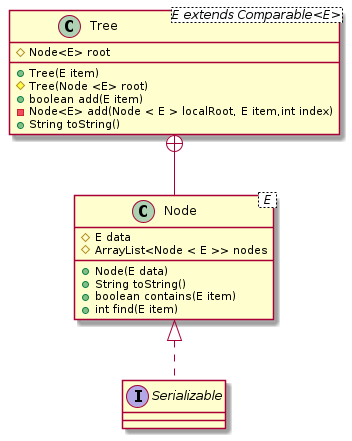 C Tree
E extends Comparable<E>
Node<E> root
Tree(E item)
Tree(Node <E> root)
boolean add(E item)
Node<E> add(Node < E > localRoot, E item,int index)
String toString()
C Node
E
E data
ArrayList<Node < E >> nodes
Node(E data)
String toString()
boolean contains(E item)
int find(E item)
I Serializable